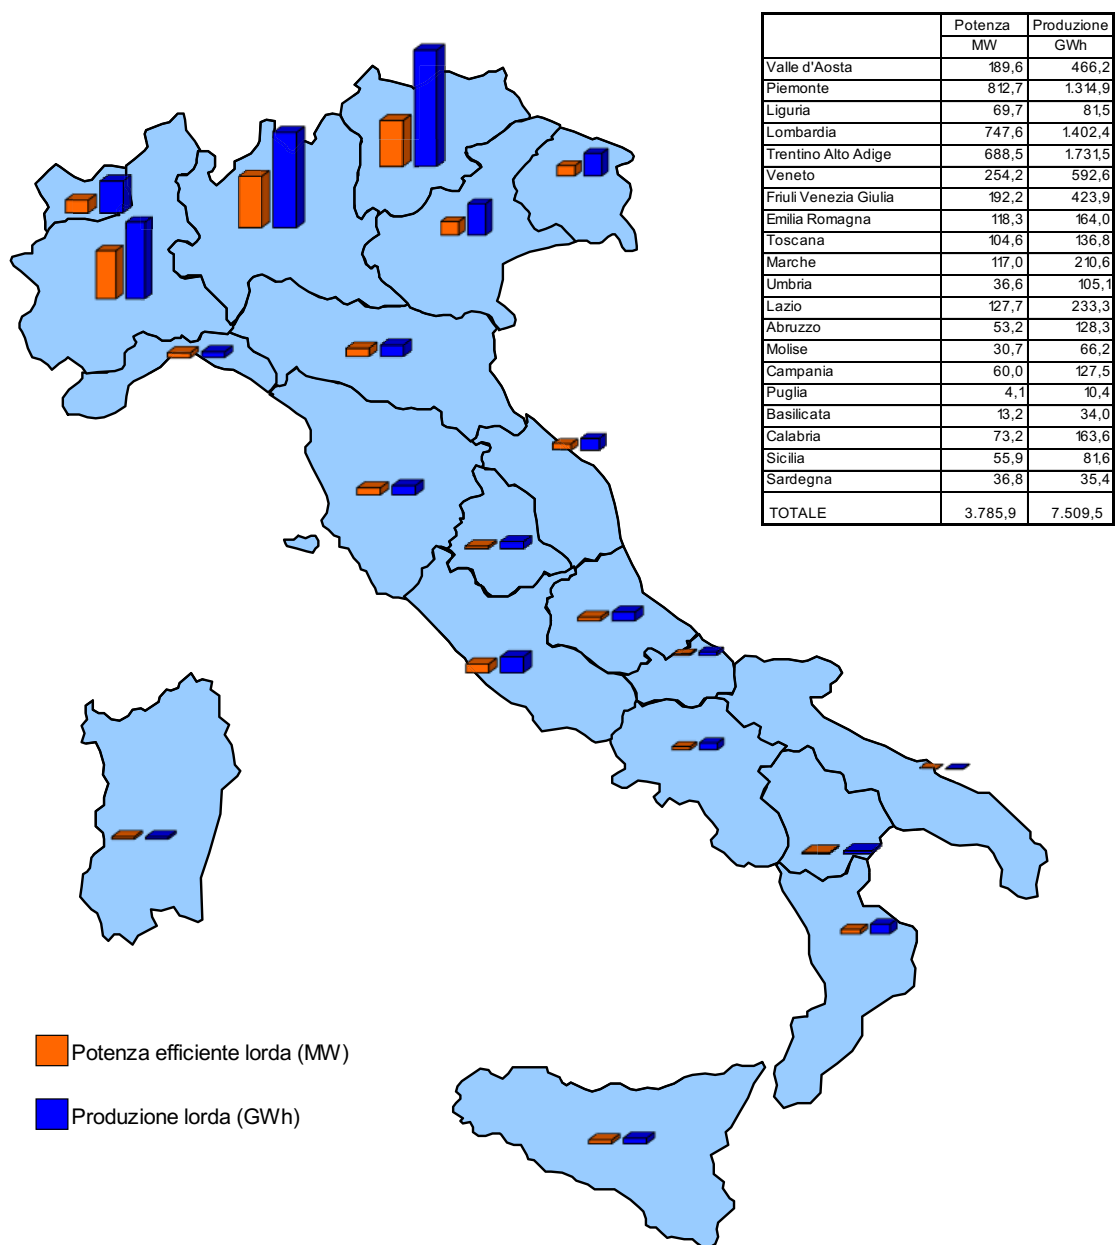 Potenza Produzione
MW GWh
Valle d'Aosta 189,6 466,2
Piemonte 812,7 1.314,9
Liguria 69,7 81,5
Lombardia 747,6 1.402,4
Trentino Alto Adige 688,5 1.731,5
Veneto 254,2 592,6
Friuli Venezia Giulia 192,2 423,9
Emilia Romagna 118,3 164,0
Toscana 104,6 136,8
Marche 117,0 210,6
Umbria 36,6 105,1
Lazio 127,7 233,3
Abruzzo 53,2 128,3
Molise 30,7 66,2
Campania 60,0 127,5
Puglia 4,1 10,4
Basilicata 13,2 34,0
Calabria 73,2 163,6
Sicilia 55,9 81,6
Sardegna 36,8 35,4
TOTALE 3.785,9 7.509,5
Potenza efficiente lorda (MW)
Produzione lorda (GWh)